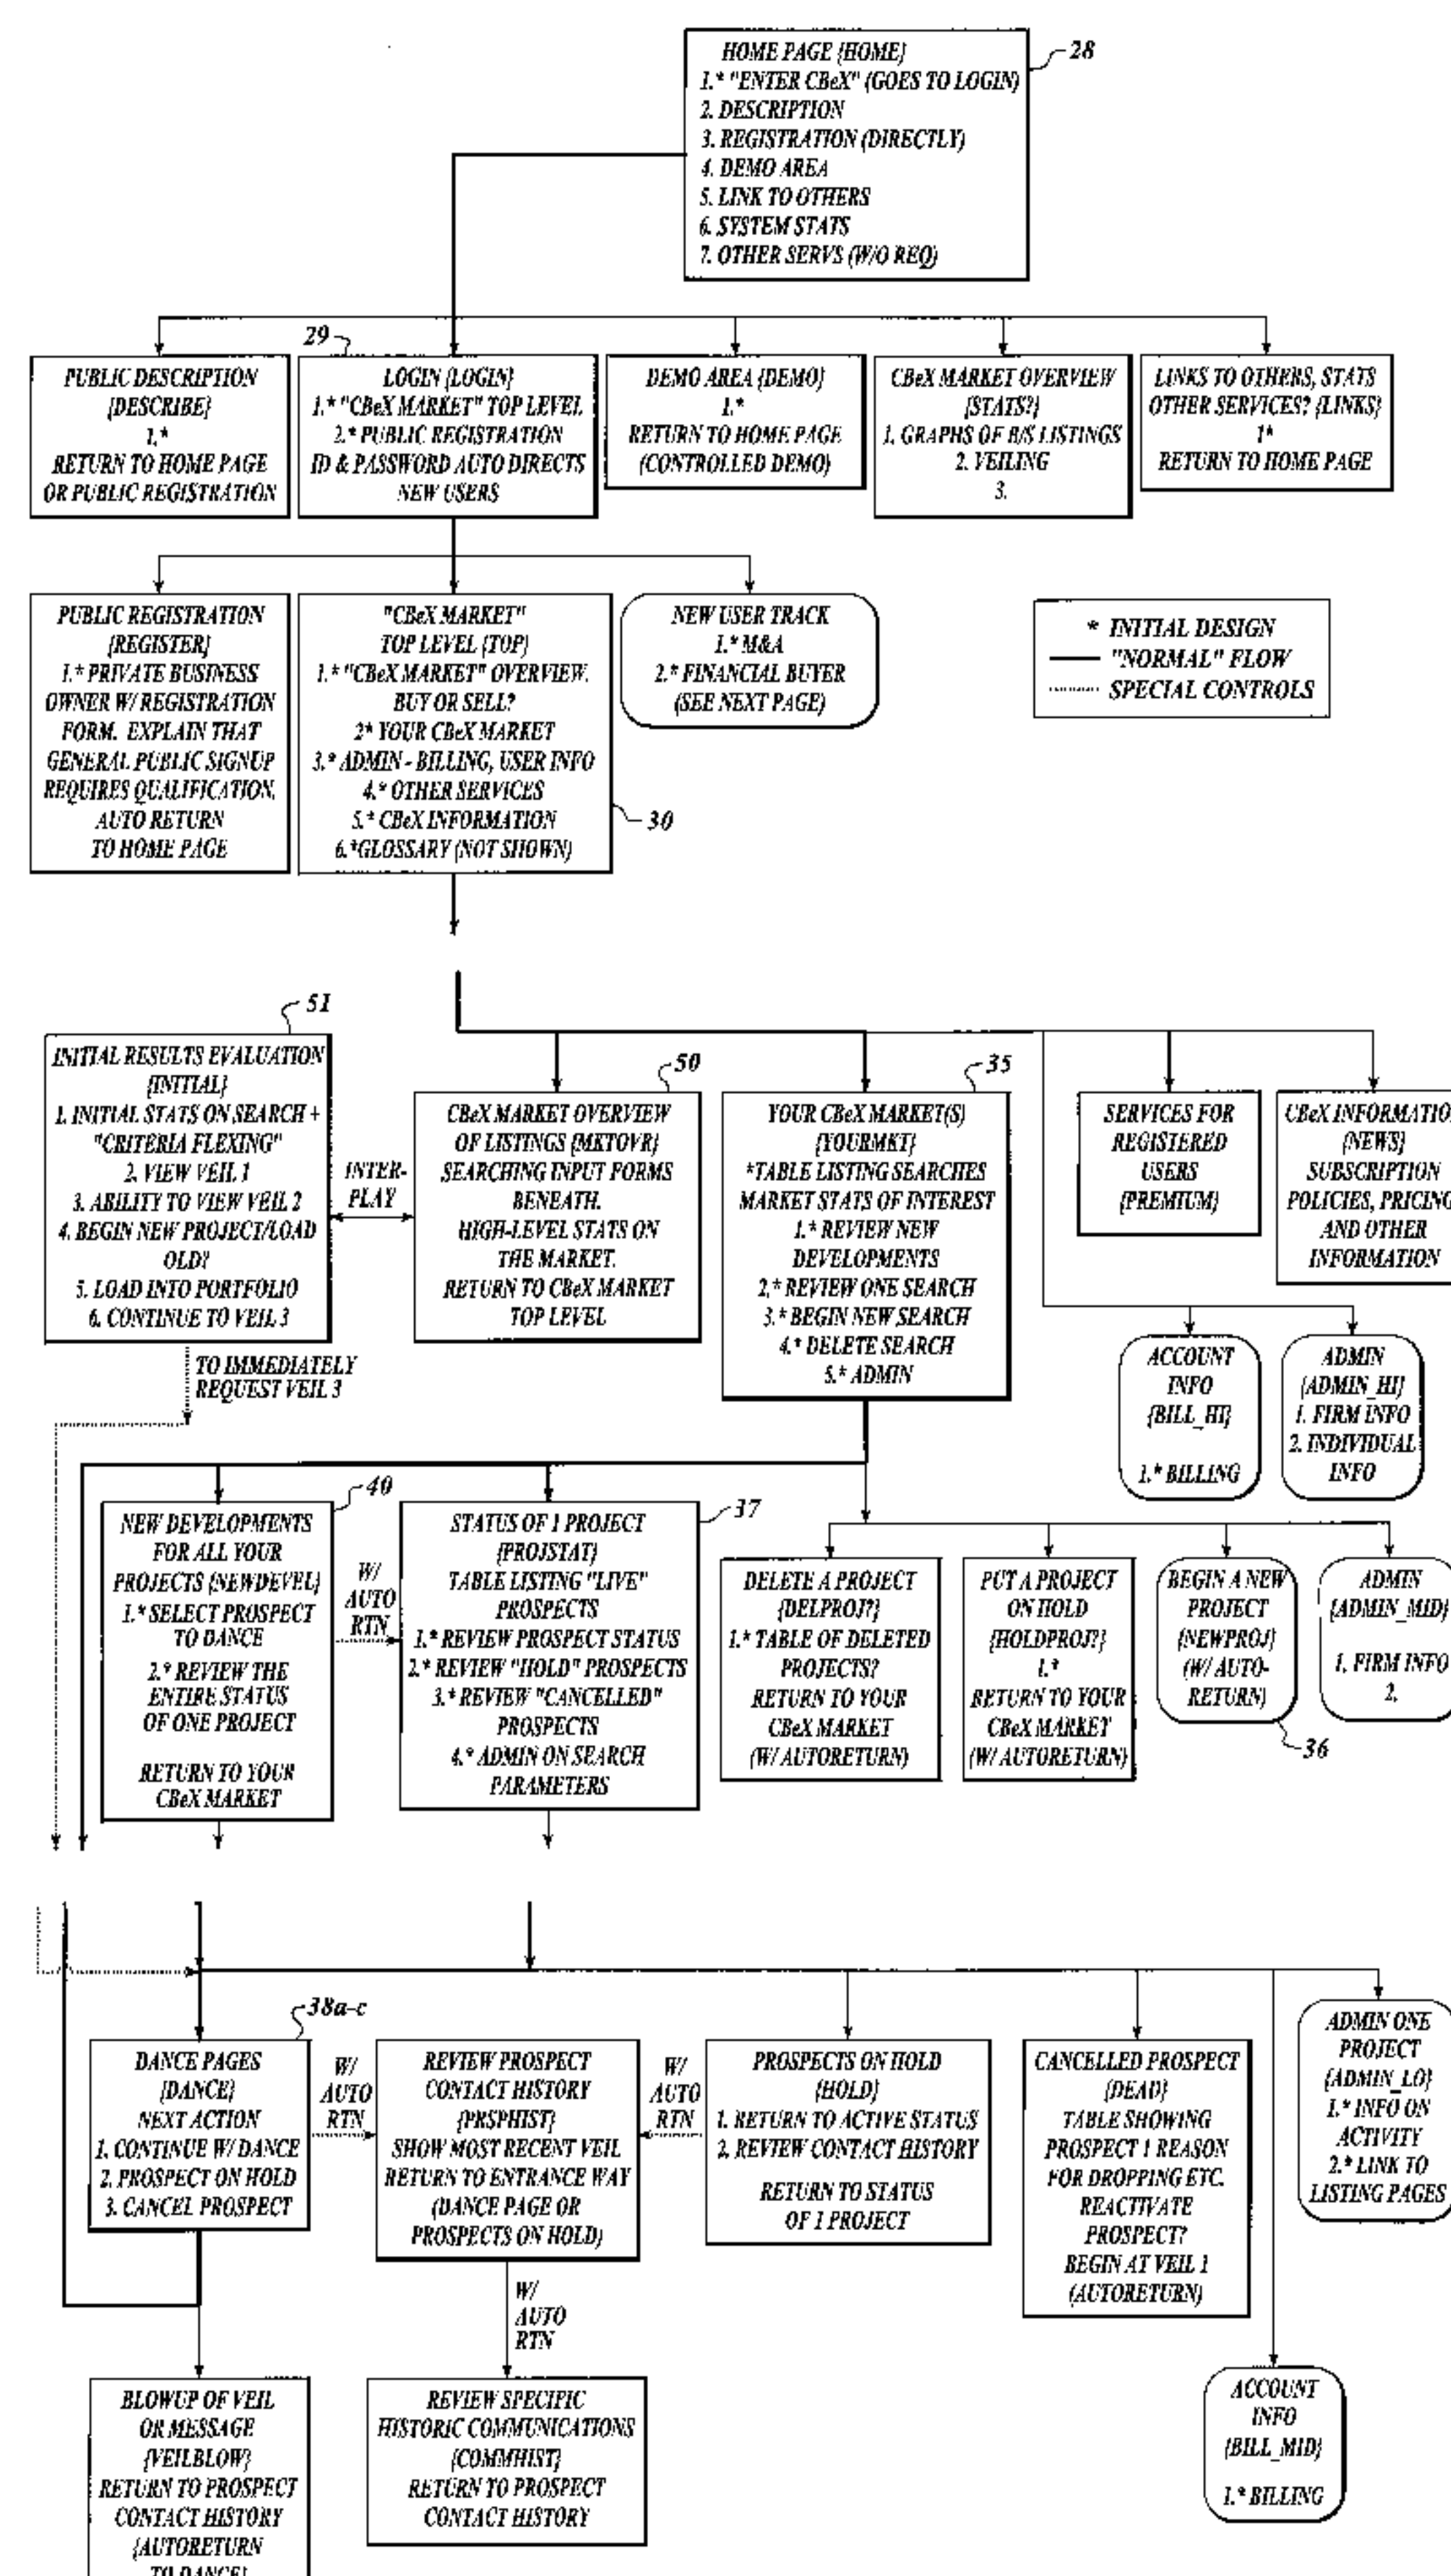 HOME PAGE {HOME}
1.* "ENTER CBeX" (GOES TO LOGIN)
2. DESCRIPTION
3. REGISTRATION (DIRECTLY)
4. DEMO AREA
5. LINK TO OTHERS
6. SYSTEM STATS
7. OTHER SERVS (W/O REQ)
28
29
PUBLIC DESCRIPTION
{DESCRIBE}
1.*
RETURN TO HOME PAGE
OR PUBLIC REGISTRATION
LOGIN {LOGIN}
1.* "CBeX MARKET" TOP LEVEL
2.* PUBLIC REGISTRATION
ID & PASSWORD AUTO DIRECTS
NEW USERS
DEMO AREA {DEMO}
1.*
RETURN TO HOME PAGE
(CONTROLLED DEMO)
CBeX MARKET OVERVIEW
{STATS?}
1. GRAPHS OF B/S LISTINGS
2. VEILING
3.
LINKS TO OTHERS, STATS
OTHER SERVICES? {LINKS}
1*
RETURN TO HOME PAGE
PUBLIC REGISTRATION
{REGISTER}
1.* PRIVATE BUSINESS
OWNER W/ REGISTRATION
FORM. EXPLAIN THAT
GENERAL PUBLIC SIGNUP
REQUIRES QUALIFICATION.
AUTO RETURN
TO HOME PAGE
"CBeX MARKET"
TOP LEVEL {TOP}
1.* "CBeX MARKET" OVERVIEW.
BUY OR SELL?
2* YOUR CBeX MARKET
3.* ADMIN - BILLING, USER INFO
4.* OTHER SERVICES
5.* CBeX INFORMATION
6.*GLOSSARY (NOT SHOWN)
30
NEW USER TRACK
1.* M&A
2.* FINANCIAL BUYER
(SEE NEXT PAGE)
* INITIAL DESIGN
"NORMAL" FLOW
SPECIAL CONTROLS
51
INITIAL RESULTS EVALUATION
{INITIAL}
1. INITIAL STATS ON SEARCH +
"CRITERIA FLEXING"
2. VIEW VEIL 1
3. ABILITY TO VIEW VEIL 2
4. BEGIN NEW PROJECT/LOAD
OLD?
5. LOAD INTO PORTFOLIO
6. CONTINUE TO VEIL 3
INTER-
PLAY
50
CBeX MARKET OVERVIEW
OF LISTINGS {MKTOVR}
SEARCHING INPUT FORMS
BENEATH.
HIGH-LEVEL STATS ON
THE MARKET.
RETURN TO CBeX MARKET
TOP LEVEL
35
YOUR CBeX MARKET(S)
{YOURMKT}
*TABLE LISTING SEARCHES
MARKET STATS OF INTEREST
1.* REVIEW NEW
DEVELOPMENTS
2.* REVIEW ONE SEARCH
3.* BEGIN NEW SEARCH
4.* DELETE SEARCH
5.* ADMIN
SERVICES FOR
REGISTERED
USERS
{PREMIUM}
CBeX INFORMATIO
{NEWS}
SUBSCRIPTION
POLICIES, PRICING
AND OTHER
INFORMATION
TO IMMEDIATELY
REQUEST VEIL 3
ACCOUNT
INFO
{BILL_HI}
1.* BILLING
ADMIN
{ADMIN_HI}
1. FIRM INFO
2. INDIVIDUAL
INFO
40
NEW DEVELOPMENTS
FOR ALL YOUR
PROJECTS {NEWDEVEL}
1.* SELECT PROSPECT
TO DANCE
2.* REVIEW THE
ENTIRE STATUS
OF ONE PROJECT
RETURN TO YOUR
CBeX MARKET
W/
AUTO
RTN
37
STATUS OF 1 PROJECT
{PROJSTAT}
TABLE LISTING "LIVE"
PROSPECTS
1.* REVIEW PROSPECT STATUS
2.* REVIEW "HOLD" PROSPECTS
3.* REVIEW "CANCELLED"
PROSPECTS
4.* ADMIN ON SEARCH
PARAMETERS
DELETE A PROJECT
{DELPROJ?}
1.* TABLE OF DELETED
PROJECTS?
RETURN TO YOUR
CBeX MARKET
(W/ AUTORETURN)
PUT A PROJECT
ON HOLD
{HOLDPROJ?}
1.*
RETURN TO YOUR
CBeX MARKET
(W/ AUTORETURN)
BEGIN A NEW
PROJECT
{NEWPROJ}
(W/ AUTO-
RETURN)
36
ADMIN
{ADMIN_MID}
1. FIRM INFO
2.
38a-c
DANCE PAGES
{DANCE}
NEXT ACTION
1. CONTINUE W/ DANCE
2. PROSPECT ON HOLD
3. CANCEL PROSPECT
W/
AUTO
RTN
REVIEW PROSPECT
CONTACT HISTORY
{PRSPHIST}
SHOW MOST RECENT VEIL
RETURN TO ENTRANCE WAY
(DANCE PAGE OR
PROSPECTS ON HOLD)
W/
AUTO
RTN
PROSPECTS ON HOLD
{HOLD}
1. RETURN TO ACTIVE STATUS
2. REVIEW CONTACT HISTORY
RETURN TO STATUS
OF 1 PROJECT
CANCELLED PROSPECT
{DEAD}
TABLE SHOWING
PROSPECT 1 REASON
FOR DROPPING ETC.
REACTIVATE
PROSPECT?
BEGIN AT VEIL 1
(AUTORETURN)
ADMIN ONE
PROJECT
{ADMIN_LO}
1.* INFO ON
ACTIVITY
2.* LINK TO
LISTING PAGES
W/
AUTO
RTN
BLOWUP OF VEIL
OR MESSAGE
{VEILBLOW}
RETURN TO PROSPECT
CONTACT HISTORY
{AUTORETURN
TO DANCE}
REVIEW SPECIFIC
HISTORIC COMMUNICATIONS
{COMMHIST}
RETURN TO PROSPECT
CONTACT HISTORY
ACCOUNT
INFO
{BILL_MID}
1.* BILLING